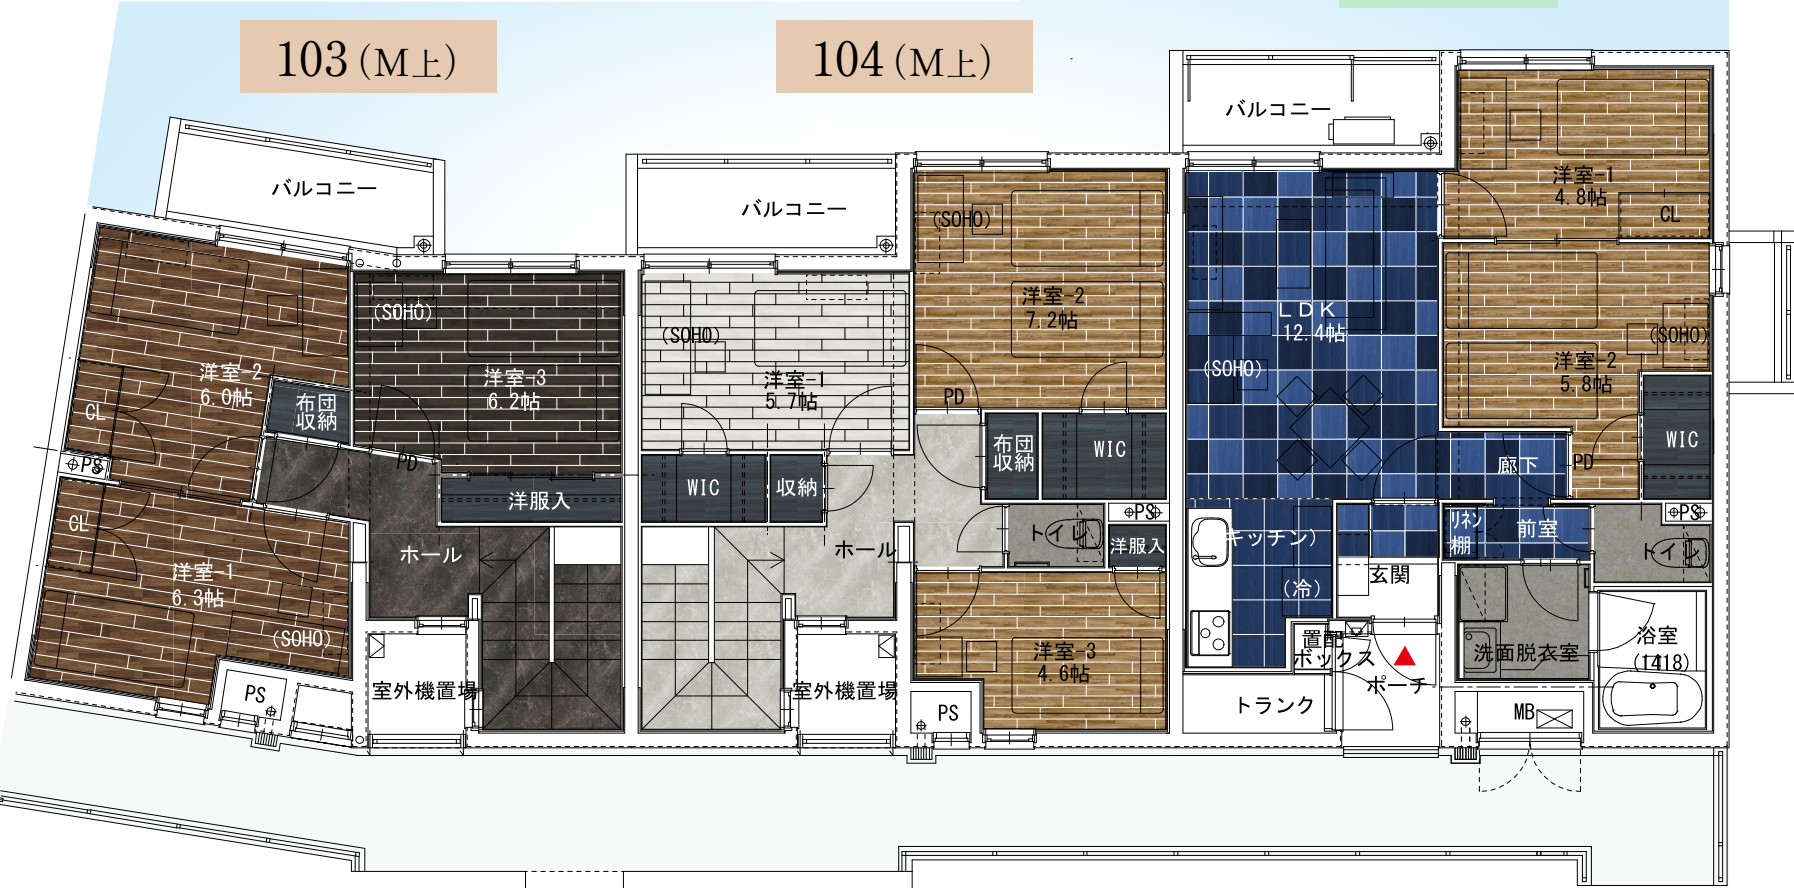 103（M上）
104（M上）
バルコニー
洋室-2
6.0帖
CL
PS
布団
収納
(SOHO)
洋室-3
6.2帖
PD
洋服入
CL
洋室-1
6.3帖
(SOHO)
ホール
PS
室外機置場
バルコニー
(SOHO)
洋室-1
5.7帖
WIC
収納
ホール
室外機置場
(SOHO)
洋室-2
7.2帖
PD
布団
収納
WIC
トイレ
PS
洋服入
洋室-3
4.6帖
PS
バルコニー
LDK
12.4帖
(SOHO)
キッチン)
(冷)
玄関
置配
ボックス
ポーチ
トランク
洋室-1
4.8帖
CL
洋室-2
5.8帖
(SOHO)
WIC
PD
廊下
リネン
棚
前室
PS
トイレ
洗面脱衣室
浴室
(1418)
MB